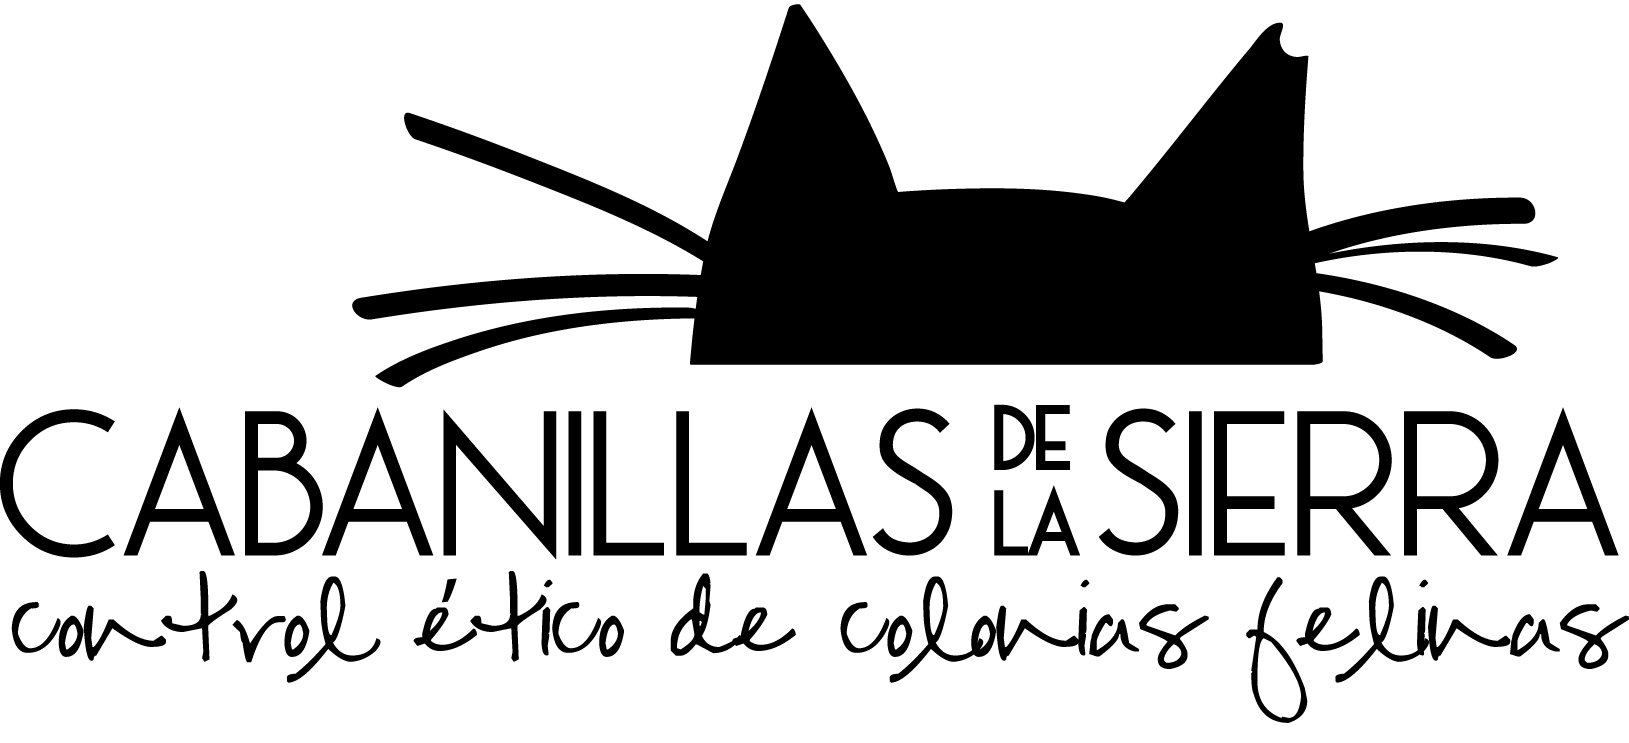 CABANILLAS DE LA SIERRA
control ético de colonias felinas